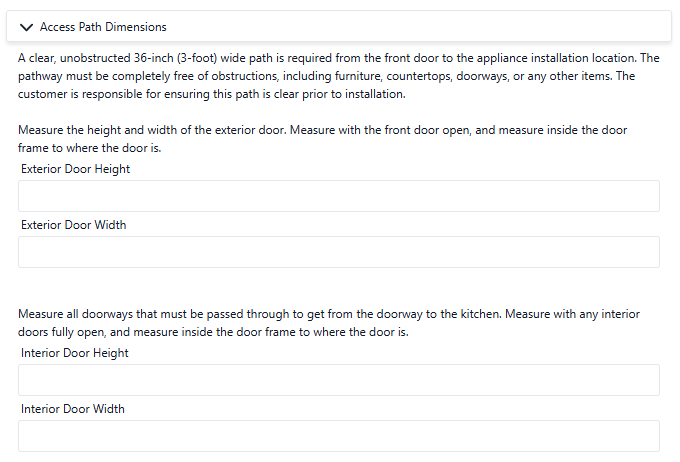 Access Path Dimensions
A clear, unobstructed 36-inch (3-foot) wide path is required from the front door to the appliance installation location. The
pathway must be completely free of obstructions, including furniture, countertops, doorways, or any other items. The
customer is responsible for ensuring this path is clear prior to installation.
Measure the height and width of the exterior door. Measure with the front door open, and measure inside the door
frame to where the door is.
Exterior Door Height
Exterior Door Width
Measure all doorways that must be passed through to get from the doorway to the kitchen. Measure with any interior
doors fully open, and measure inside the door frame to where the door is.
Interior Door Height
Interior Door Width